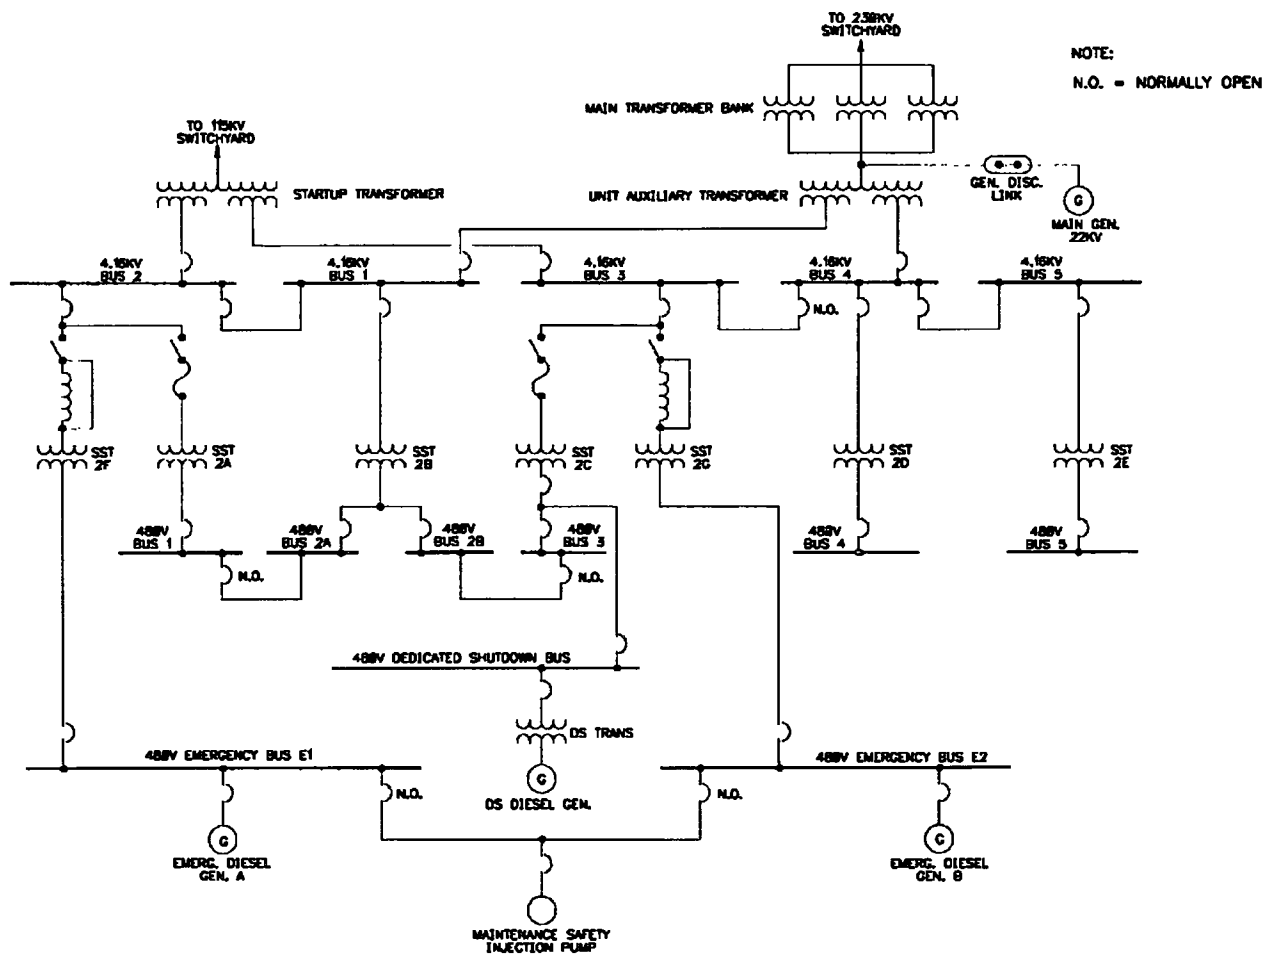 TO 230KV
SWITCHYARD
NOTE:
N.O. = NORMALLY OPEN
MAIN TRANSFORMER BANK
TO 115KV
SWITCHYARD
STARTUP TRANSFORMER
UNIT AUXILIARY TRANSFORMER
GEN. DISC.
LINK
G
MAIN GEN.
22KV
4.16KV
BUS 2
4.16KV
BUS 1
4.16KV
BUS 3
4.16KV
BUS 4
4.16KV
BUS 5
N.O.
SST
2F
SST
2A
SST
2B
SST
2C
SST
2G
SST
2D
SST
2E
480V
BUS 1
480V
BUS 2A
480V
BUS 2B
480V
BUS 3
480V
BUS 4
480V
BUS 5
N.O.
N.O.
480V DEDICATED SHUTDOWN BUS
DS TRANS
G
DS DIESEL GEN.
480V EMERGENCY BUS E1
480V EMERGENCY BUS E2
N.O.
N.O.
G
EMERG. DIESEL
GEN. A
G
EMERG. DIESEL
GEN. B
MAINTENANCE SAFETY
INJECTION PUMP